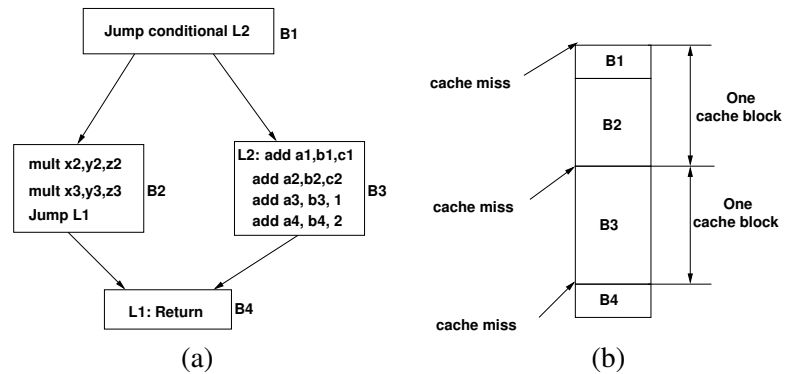 Jump conditional L2
B1
mult x2,y2,z2
mult x3,y3,z3
Jump L1
B2
L2: add a1,b1,c1
add a2,b2,c2
add a3, b3, 1
add a4, b4, 2
B3
L1: Return
B4
(a)
cache miss
B1
B2
One
cache block
cache miss
B3
One
cache block
B4
cache miss
(b)